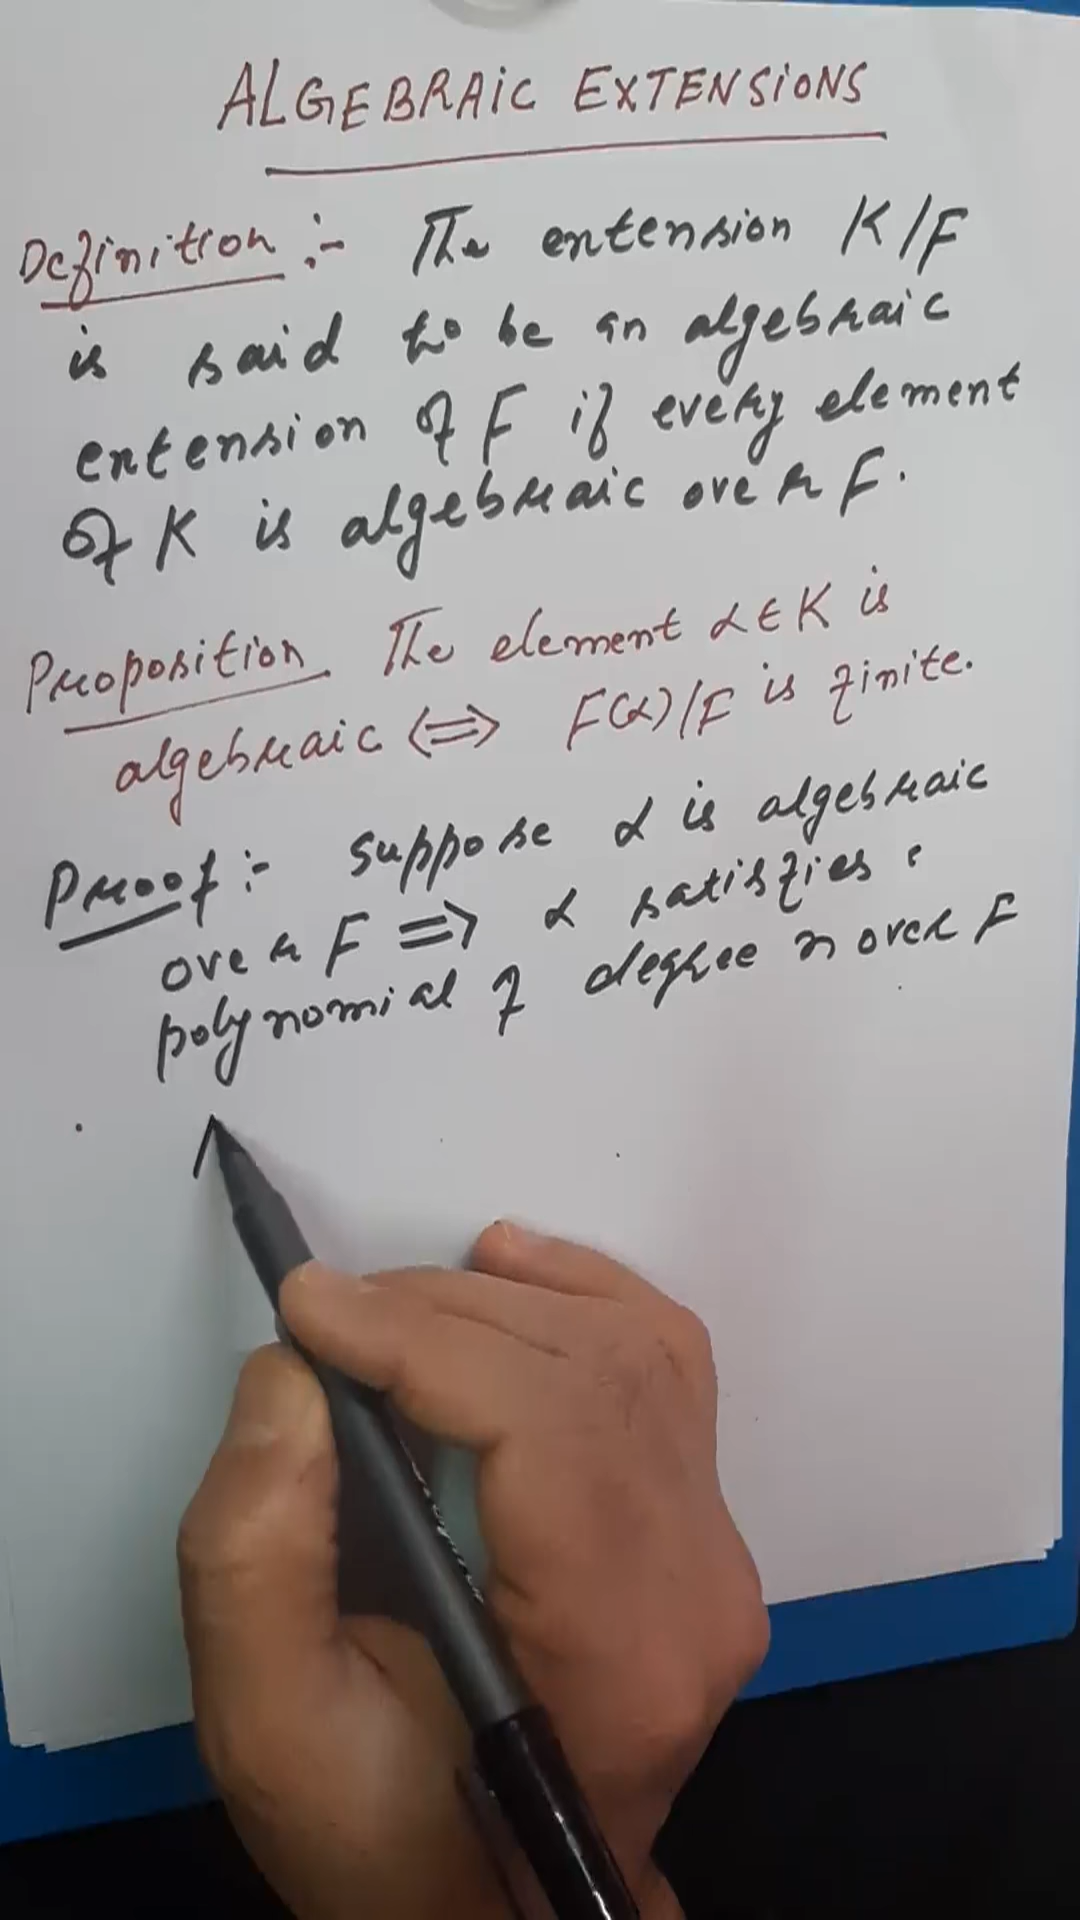 ALGEBRAIC EXTENSIONS
Definition :- The extension K/F
is said to be an algebraic
extension of F if every element
of K is algebraic over F.
Proposition. The element α∈K is
algebraic ⟺ F(α)/F is finite.
Proof :- suppose α is algebraic
over F ⟹ α satisfies
polynomial of degree n over F